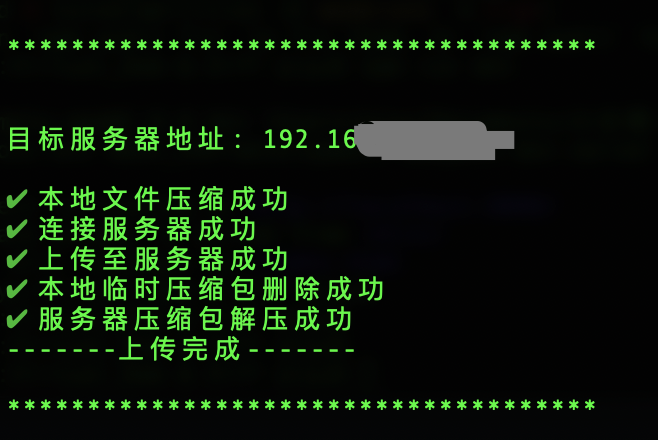 *************************************
目标服务器地址: 192.16
✔ 本地文件压缩成功
✔ 连接服务器成功
✔ 上传至服务器成功
✔ 本地临时压缩包删除成功
✔ 服务器压缩包解压成功
-------上传完成-------
*************************************